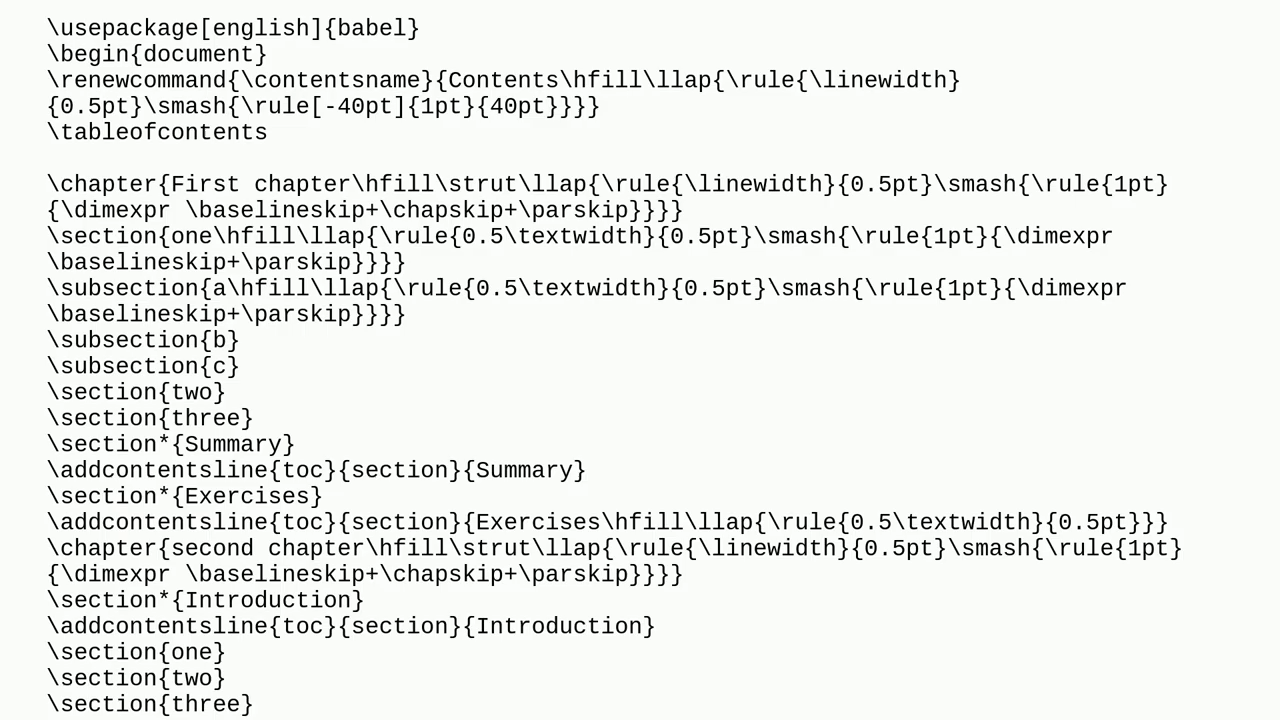 \usepackage[english]{babel}
\begin{document}
\renewcommand{\contentsname}{Contents\hfill\llap{\rule{\linewidth}
{0.5pt}\smash{\rule[-40pt]{1pt}{40pt}}}}
\tableofcontents
\chapter{First chapter\hfill\strut\llap{\rule{\linewidth}{0.5pt}\smash{\rule{1pt}
{\dimexpr \baselineskip+\chapskip+\parskip}}}}
\section{one\hfill\llap{\rule{0.5\textwidth}{0.5pt}\smash{\rule{1pt}{\dimexpr
\baselineskip+\parskip}}}}
\subsection{a\hfill\llap{\rule{0.5\textwidth}{0.5pt}\smash{\rule{1pt}{\dimexpr
\baselineskip+\parskip}}}}
\subsection{b}
\subsection{c}
\section{two}
\section{three}
\section*{Summary}
\addcontentsline{toc}{section}{Summary}
\section*{Exercises}
\addcontentsline{toc}{section}{Exercises\hfill\llap{\rule{0.5\textwidth}{0.5pt}}}
\chapter{second chapter\hfill\strut\llap{\rule{\linewidth}{0.5pt}\smash{\rule{1pt}
{\dimexpr \baselineskip+\chapskip+\parskip}}}}
\section*{Introduction}
\addcontentsline{toc}{section}{Introduction}
\section{one}
\section{two}
\section{three}